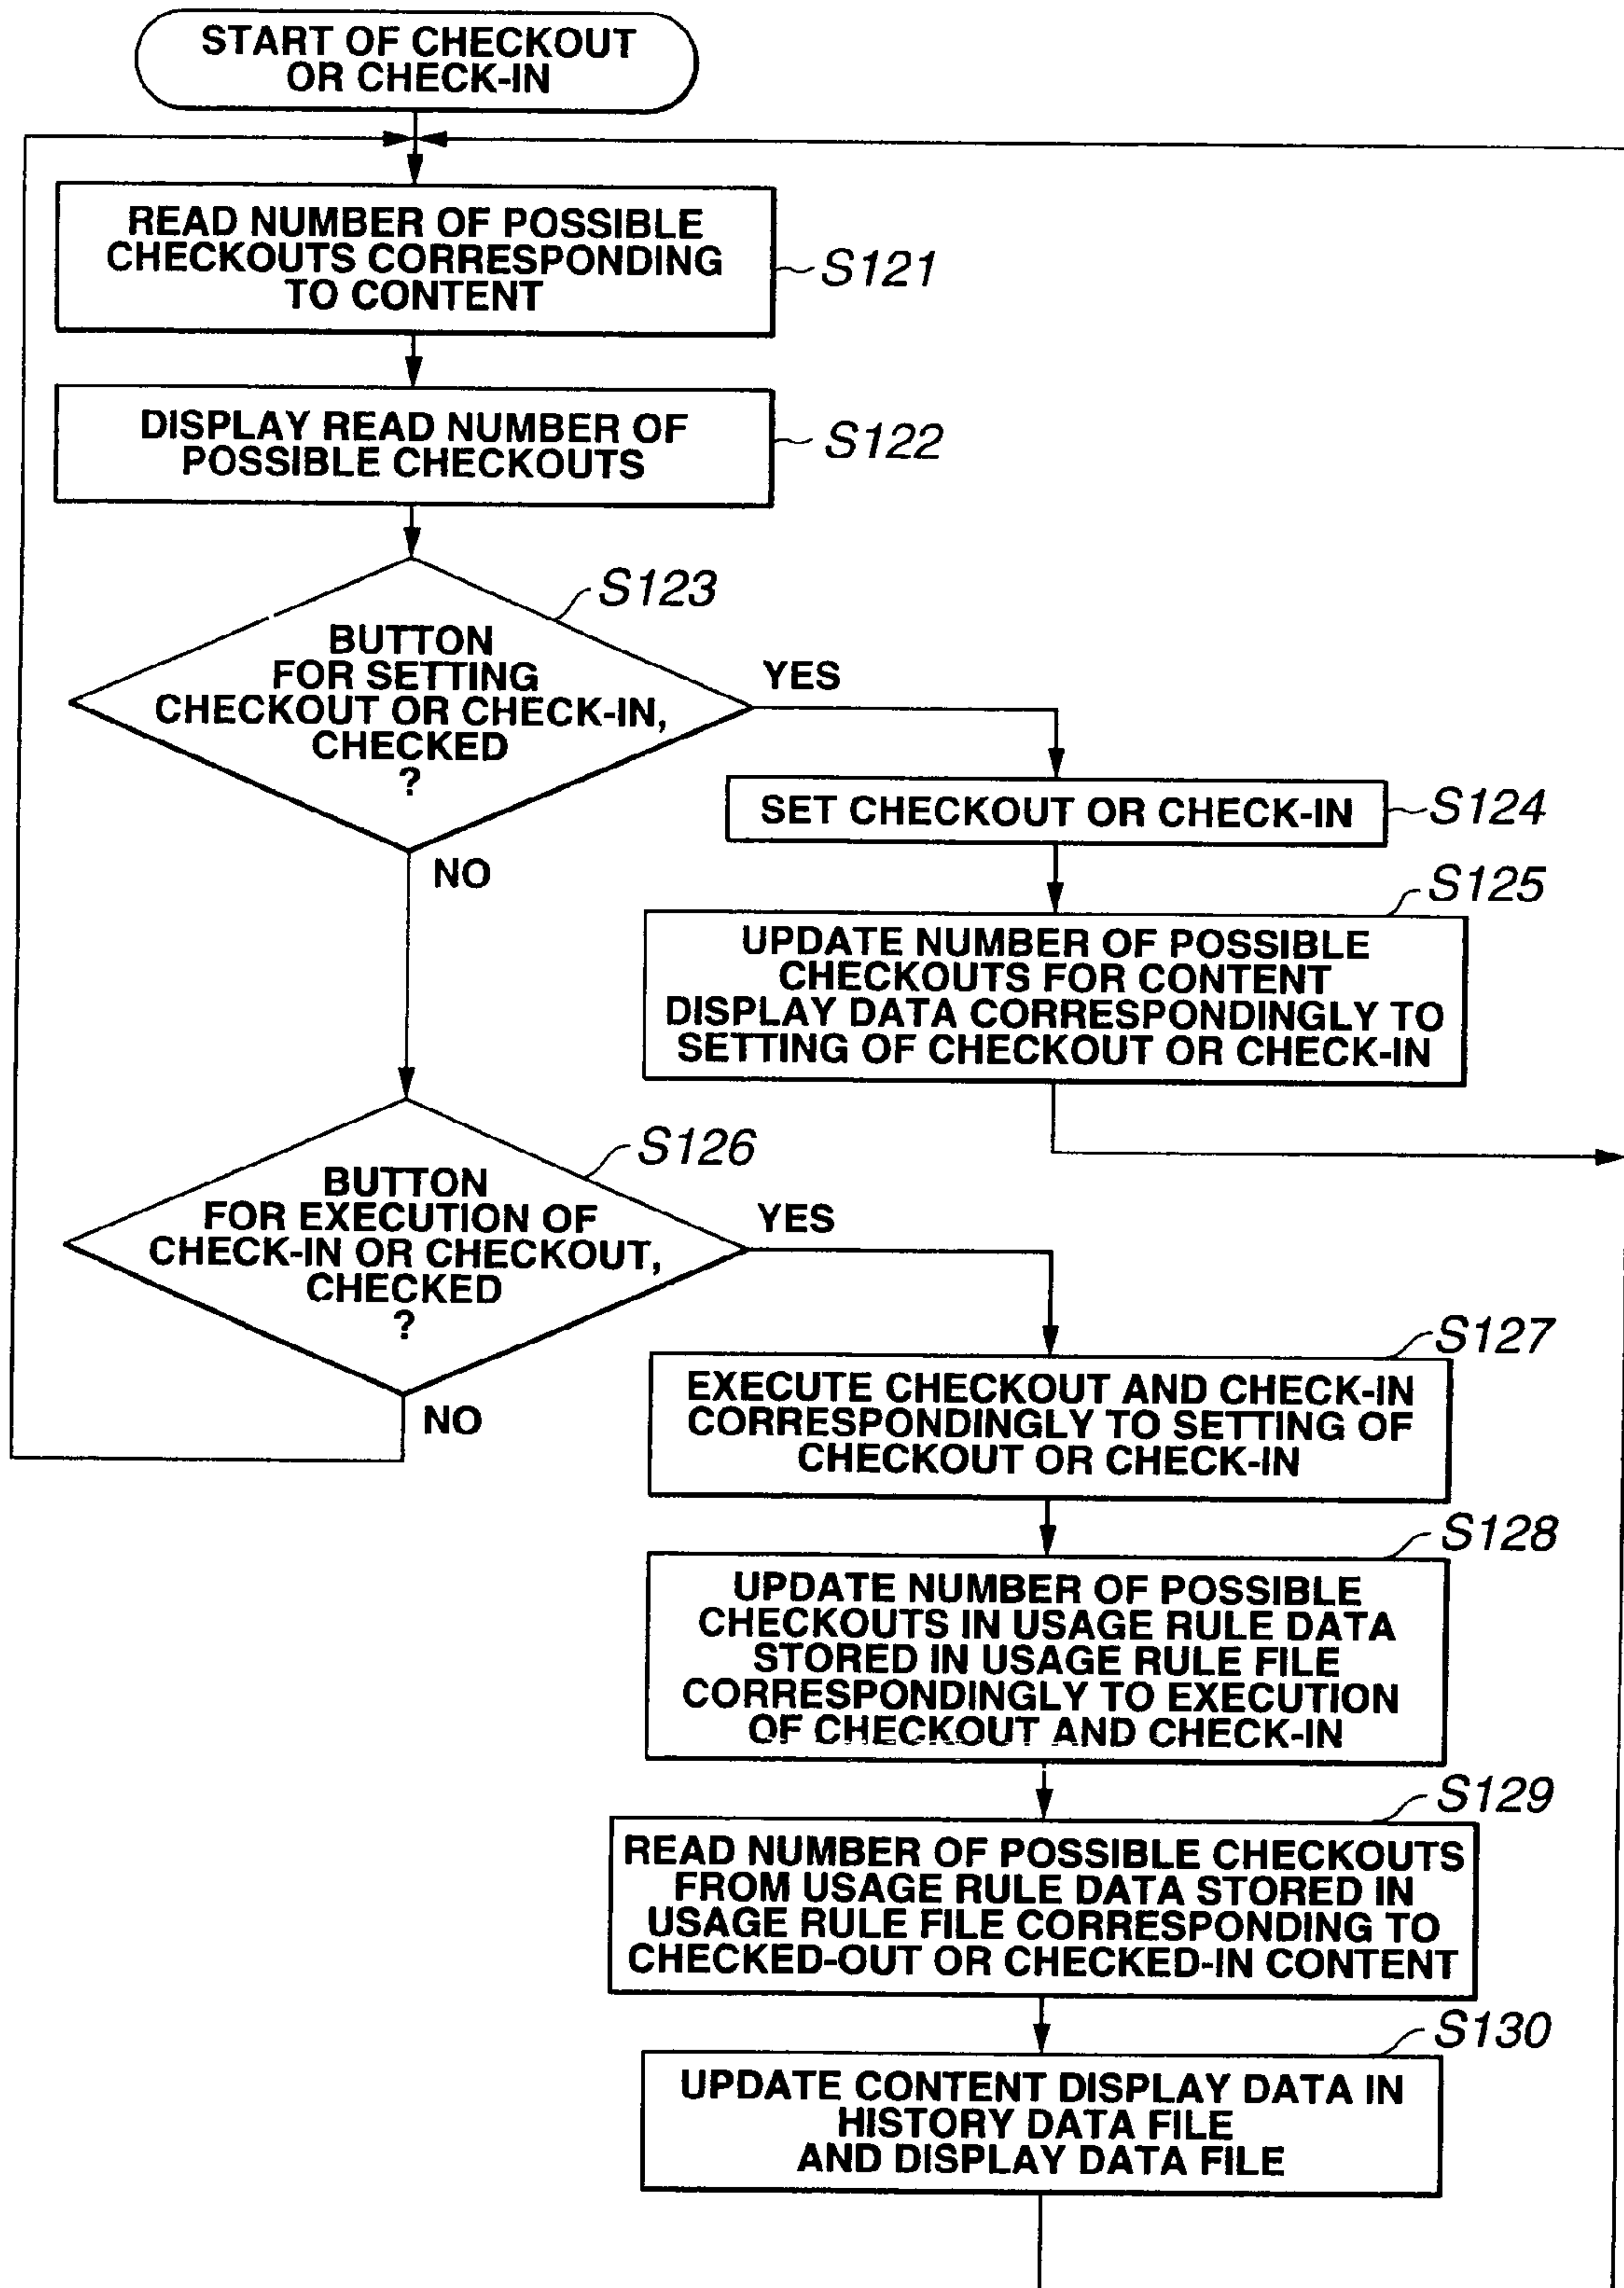 START OF CHECKOUT
OR CHECK-IN
READ NUMBER OF POSSIBLE
CHECKOUTS CORRESPONDING
TO CONTENT
S121
DISPLAY READ NUMBER OF
POSSIBLE CHECKOUTS
S122
S123
BUTTON
FOR SETTING
CHECKOUT OR CHECK-IN,
CHECKED
?
YES
NO
SET CHECKOUT OR CHECK-IN
S124
S125
UPDATE NUMBER OF POSSIBLE
CHECKOUTS FOR CONTENT
DISPLAY DATA CORRESPONDINGLY TO
SETTING OF CHECKOUT OR CHECK-IN
S126
BUTTON
FOR EXECUTION OF
CHECK-IN OR CHECKOUT,
CHECKED
?
YES
NO
S127
EXECUTE CHECKOUT AND CHECK-IN
CORRESPONDINGLY TO SETTING OF
CHECKOUT OR CHECK-IN
S128
UPDATE NUMBER OF POSSIBLE
CHECKOUTS IN USAGE RULE DATA
STORED IN USAGE RULE FILE
CORRESPONDINGLY TO EXECUTION
OF CHECKOUT AND CHECK-IN
S129
READ NUMBER OF POSSIBLE CHECKOUTS
FROM USAGE RULE DATA STORED IN
USAGE RULE FILE CORRESPONDING TO
CHECKED-OUT OR CHECKED-IN CONTENT
S130
UPDATE CONTENT DISPLAY DATA IN
HISTORY DATA FILE
AND DISPLAY DATA FILE